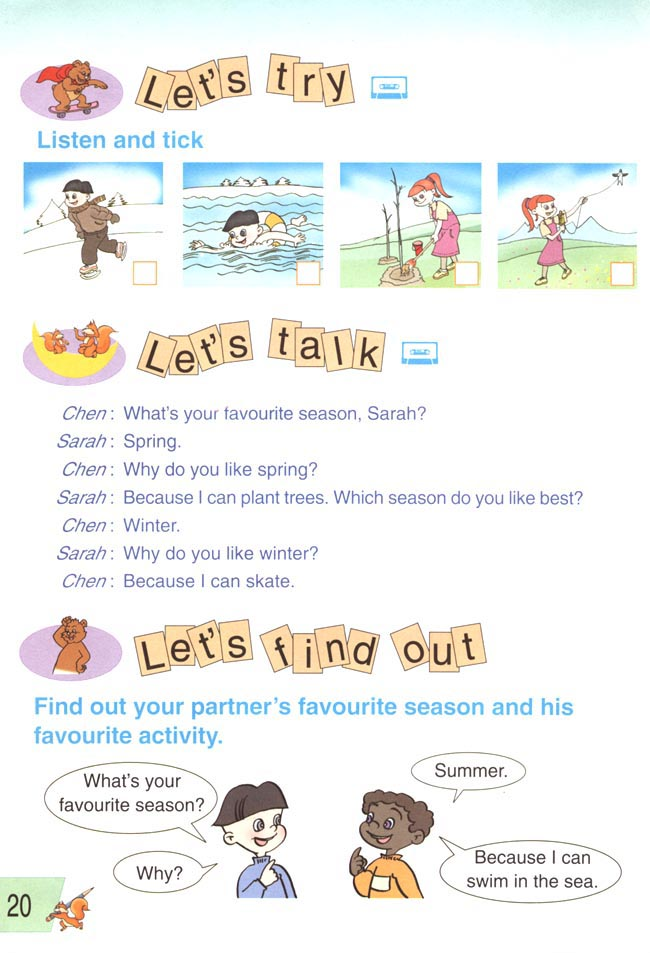 Let's try
Listen and tick
Let's talk
Chen: What's your favourite season, Sarah?
Sarah: Spring.
Chen: Why do you like spring?
Sarah: Because I can plant trees. Which season do you like best?
Chen: Winter.
Sarah: Why do you like winter?
Chen: Because I can skate.
Let's find out
Find out your partner's favourite season and his
favourite activity.
What's your
favourite season?
Summer.
Why?
Because I can
swim in the sea.
20